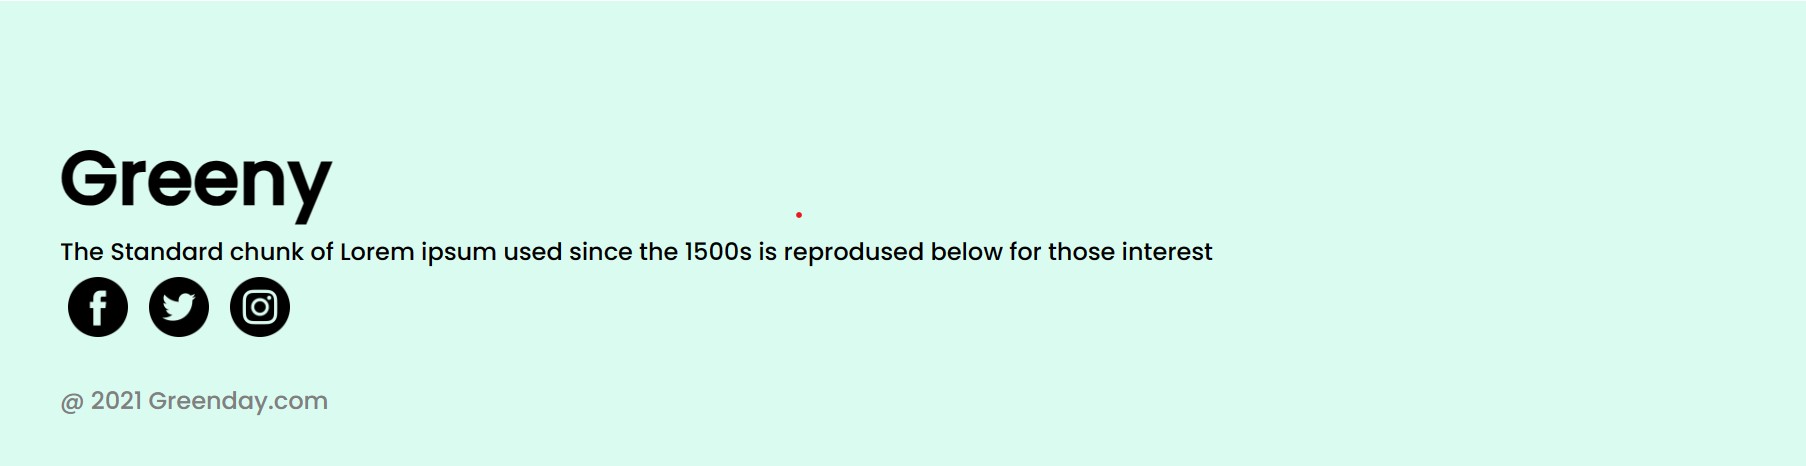 Greeny
The Standard chunk of Lorem ipsum used since the 1500s is reprodused below for those interest
@ 2021 Greenday.com